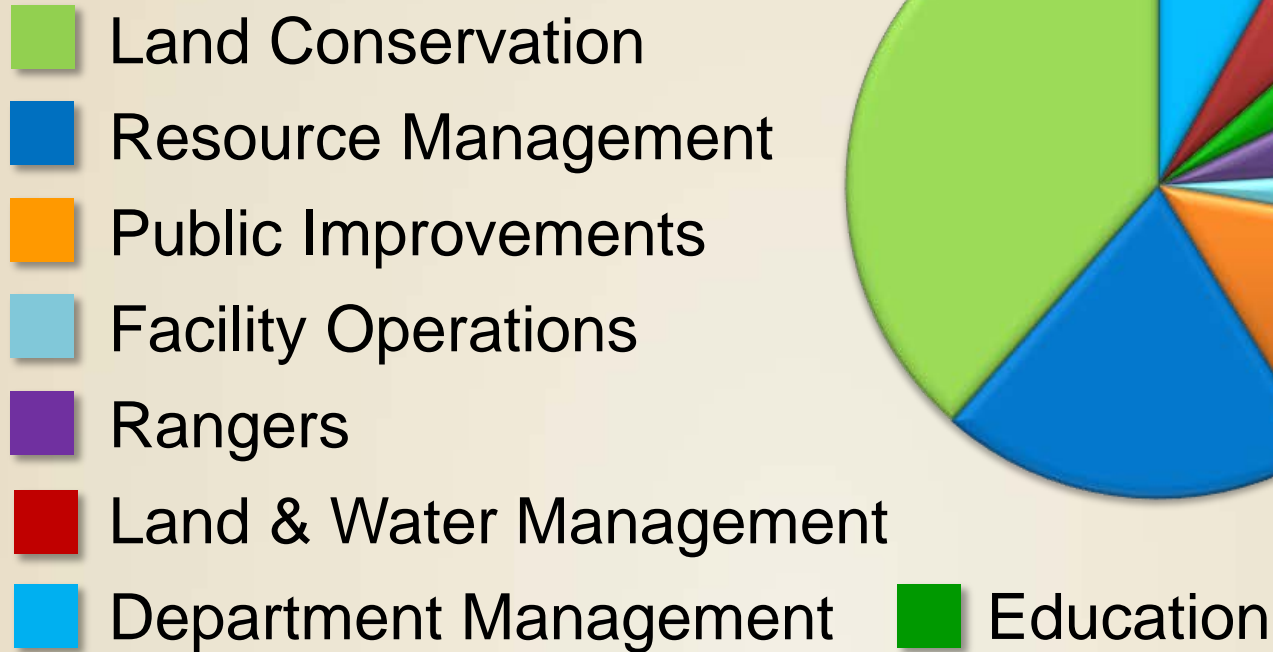 Land Conservation
Resource Management
Public Improvements
Facility Operations
Rangers
Land & Water Management
Department Management Education